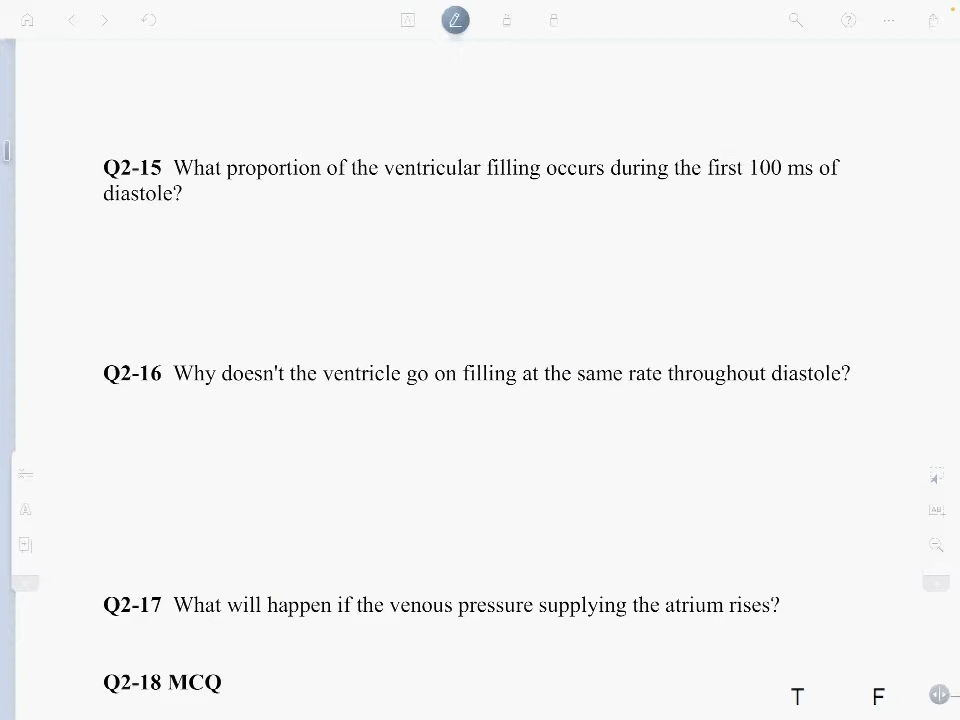 Q2-15 What proportion of the ventricular filling occurs during the first 100 ms of
diastole?
Q2-16 Why doesn't the ventricle go on filling at the same rate throughout diastole?
Q2-17 What will happen if the venous pressure supplying the atrium rises?
Q2-18 MCQ
T F